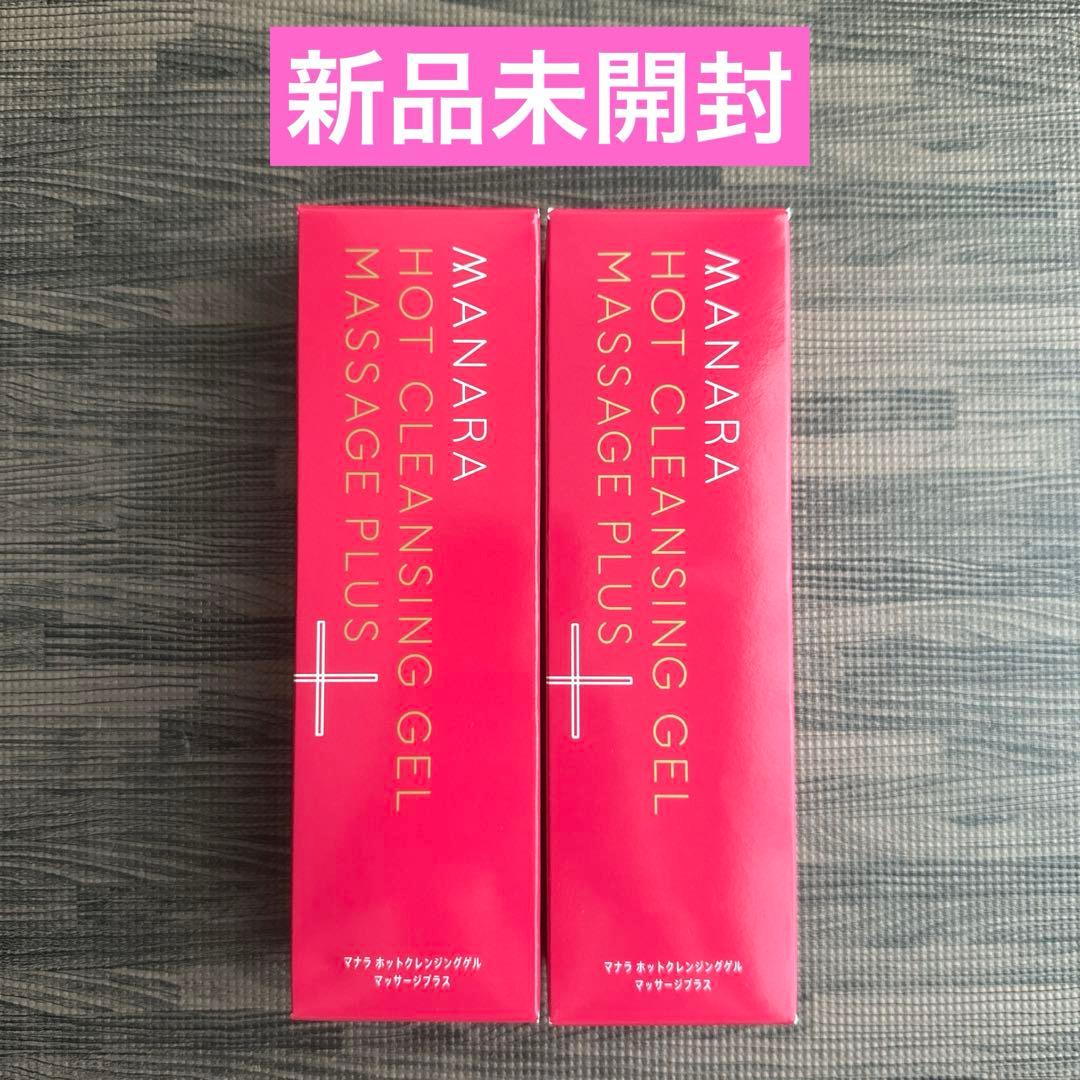 新品未開封
MANARA
HOT CLEANSING GEL
MASSAGE PLUS
マナラ ホットクレンジングゲル
マッサージプラス
MANARA
HOT CLEANSING GEL
MASSAGE PLUS
マナラ ホットクレンジングゲル
マッサージプラス